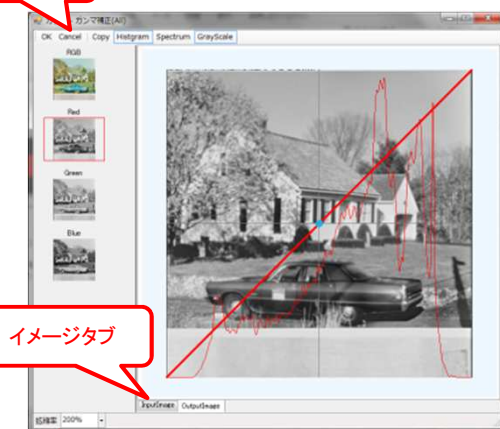 ガンマ補正(All)
OK Cancel Copy Histgram Spectrum GrayScale
RGB
Red
Green
Blue
イメージタブ
InputImage OutputImage
拡縮率 200%